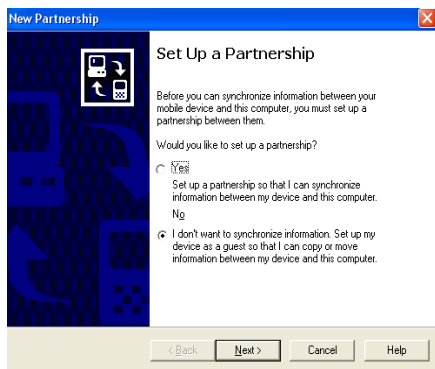 New Partnership
Set Up a Partnership
Before you can synchronize information between your
mobile device and this computer, you must set up a
partnership between them.
Would you like to set up a partnership?
Yes
Set up a partnership so that I can synchronize
information between my device and this computer.
No
I don't want to synchronize information. Set up my
device as a guest so that I can copy or move
information between my device and this computer.
< Back Next > Cancel Help